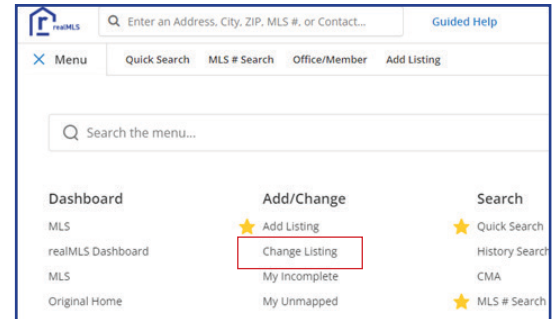 realMLS
Enter an Address, City, ZIP, MLS #, or Contact...
Guided Help
Menu
Quick Search
MLS # Search
Office/Member
Add Listing
Search the menu...
Dashboard
MLS
realMLS Dashboard
MLS
Original Home
Add/Change
Add Listing
Change Listing
My Incomplete
My Unmapped
Search
Quick Search
History Search
CMA
MLS # Search